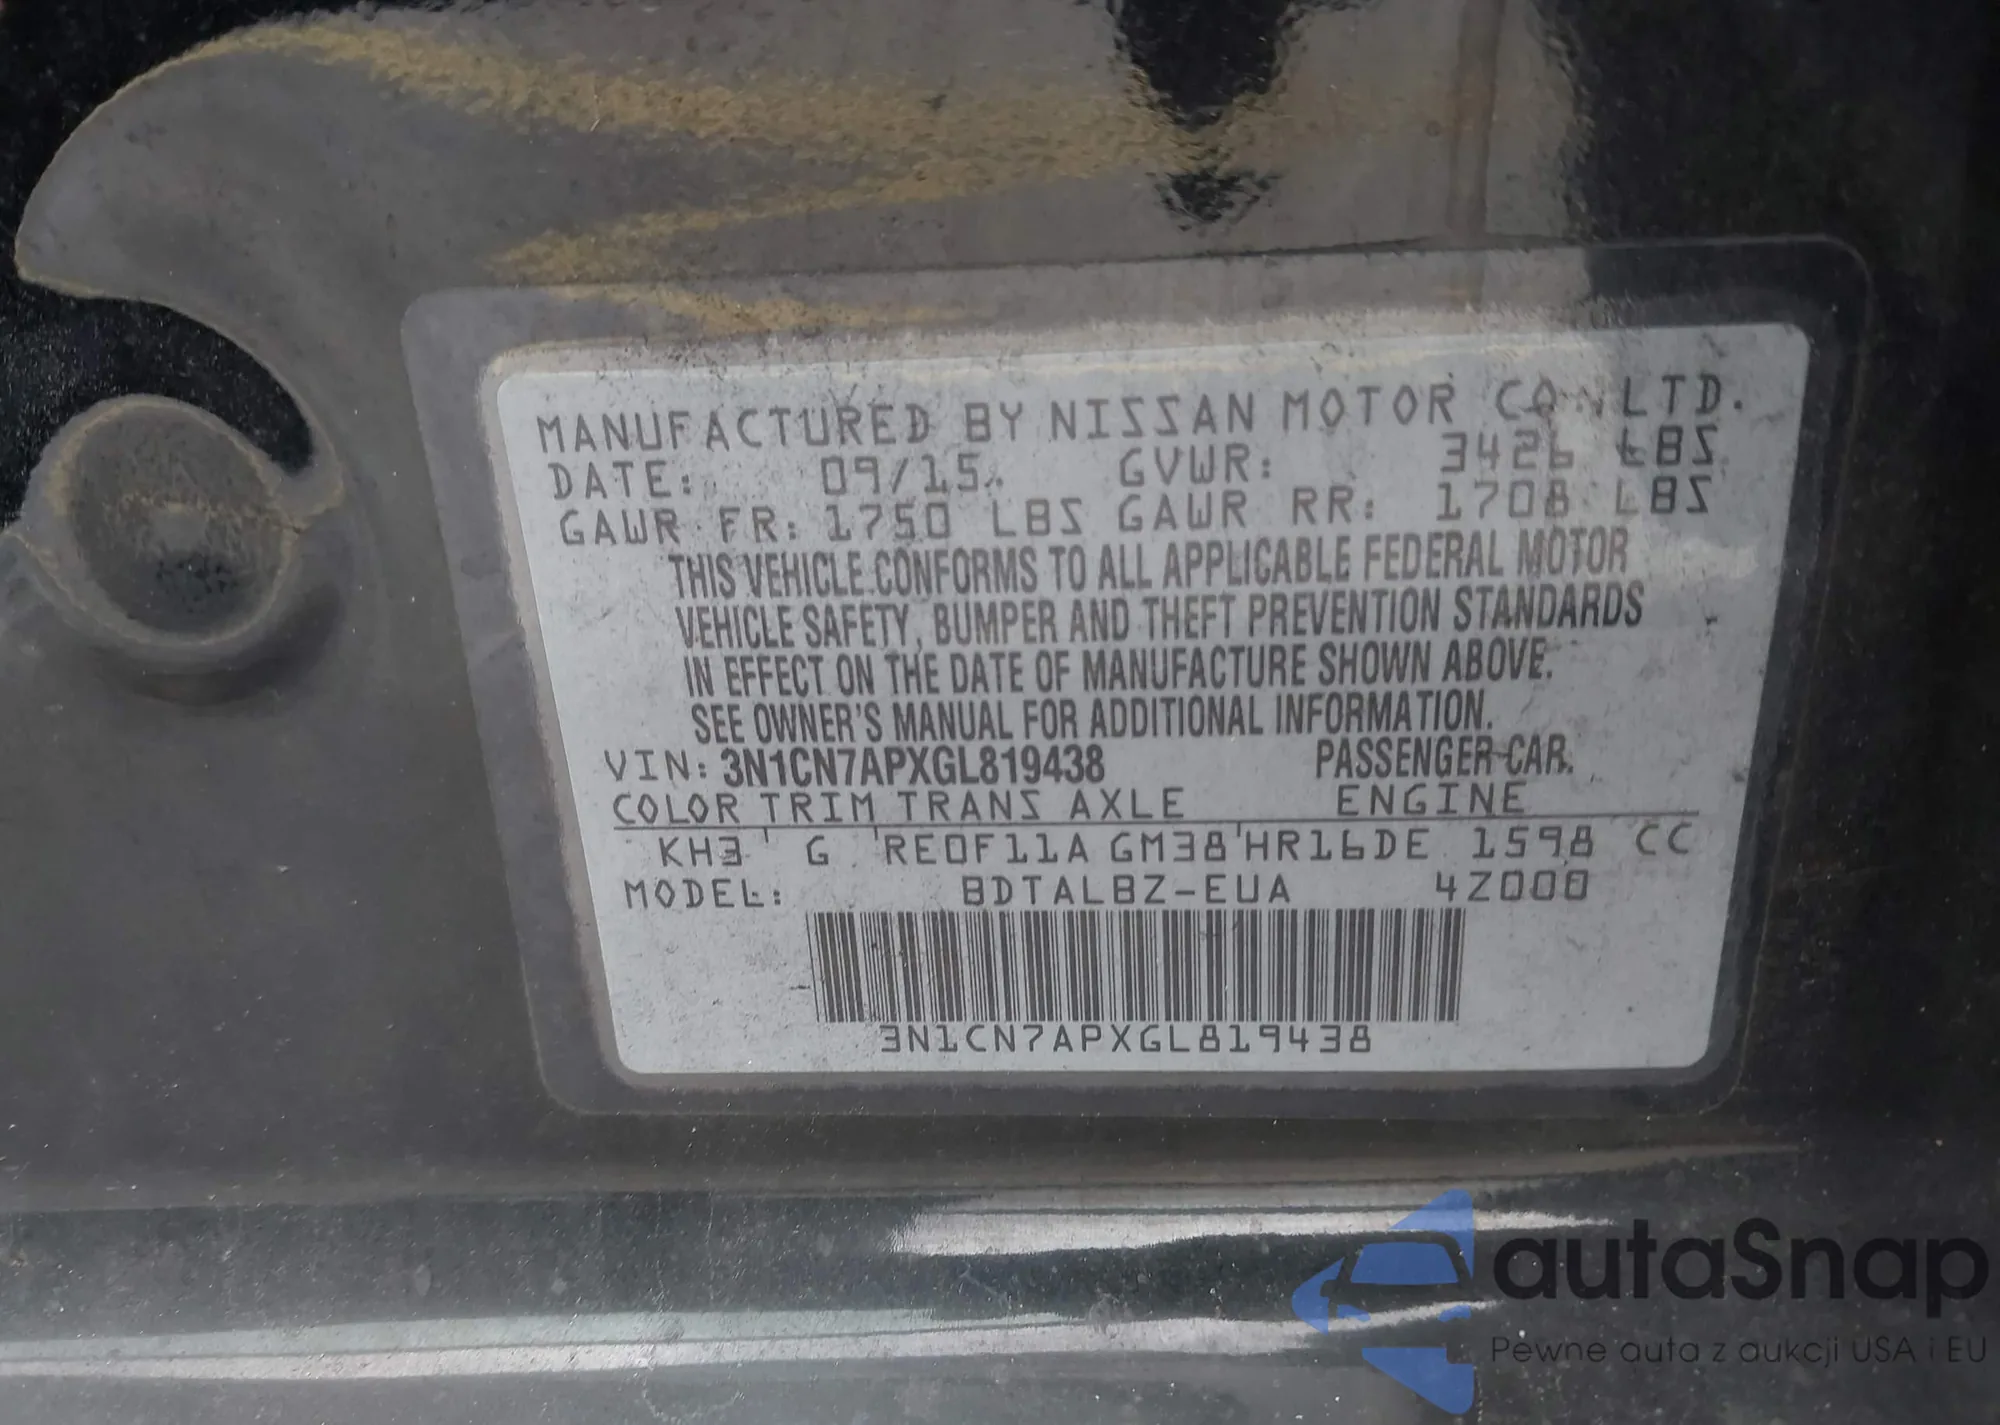 MANUFACTURED BY NISSAN MOTOR CO., LTD.
DATE: 09/15 GVWR: 3426 LBS
GAWR FR: 1750 LBS GAWR RR: 1708 LBS
THIS VEHICLE CONFORMS TO ALL APPLICABLE FEDERAL MOTOR
VEHICLE SAFETY, BUMPER AND THEFT PREVENTION STANDARDS
IN EFFECT ON THE DATE OF MANUFACTURE SHOWN ABOVE.
SEE OWNER'S MANUAL FOR ADDITIONAL INFORMATION.
VIN: 3N1CN7APXGL819438 PASSENGER CAR
COLOR TRIM TRANS AXLE ENGINE
KH3 G RE0F11A GM38 HR16DE 1598 CC
MODEL: BDTALBZ-EUA 4Z000
3N1CN7APXGL819438
autaSnap
Pewne auta z aukcji USA i EU